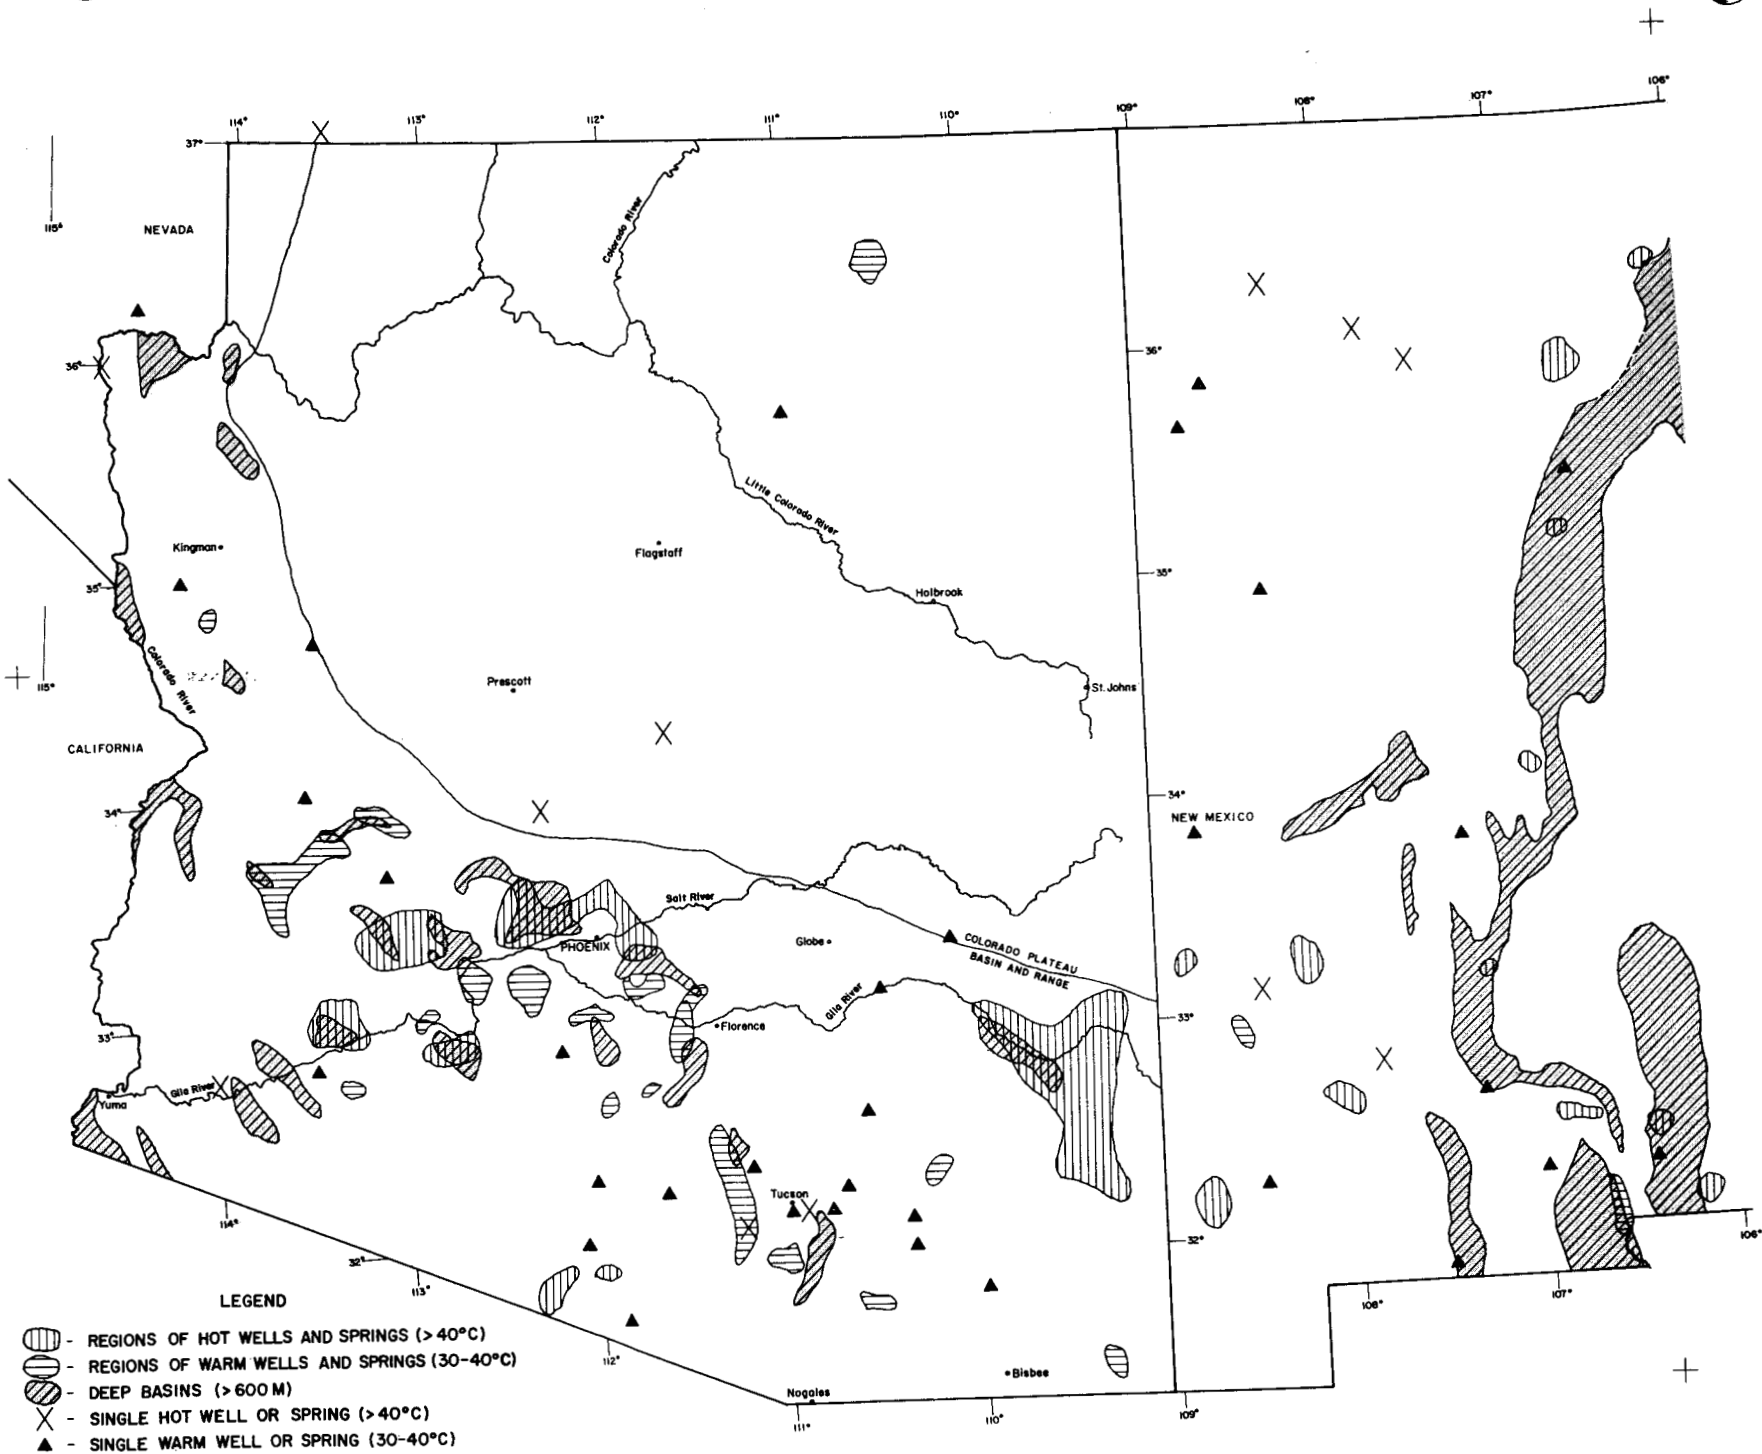 106°
107°
108°
109°
110°
111°
112°
113°
114°
37°
115°
NEVADA
Colorado River
36°
36°
Little Colorado River
Kingman
Flagstaff
35°
35°
Holbrook
Colorado River
115°
Prescott
St. Johns
CALIFORNIA
34°
34°
NEW MEXICO
Salt River
PHOENIX
Globe
COLORADO PLATEAU
BASIN AND RANGE
Gila River
Florence
33°
33°
Gila River
Yuma
Tucson
114°
32°
32°
106°
113°
107°
108°
112°
Bisbee
Nogales
111°
110°
109°
LEGEND
- REGIONS OF HOT WELLS AND SPRINGS (>40°C)
- REGIONS OF WARM WELLS AND SPRINGS (30-40°C)
- DEEP BASINS (>600 M)
- SINGLE HOT WELL OR SPRING (>40°C)
- SINGLE WARM WELL OR SPRING (30-40°C)